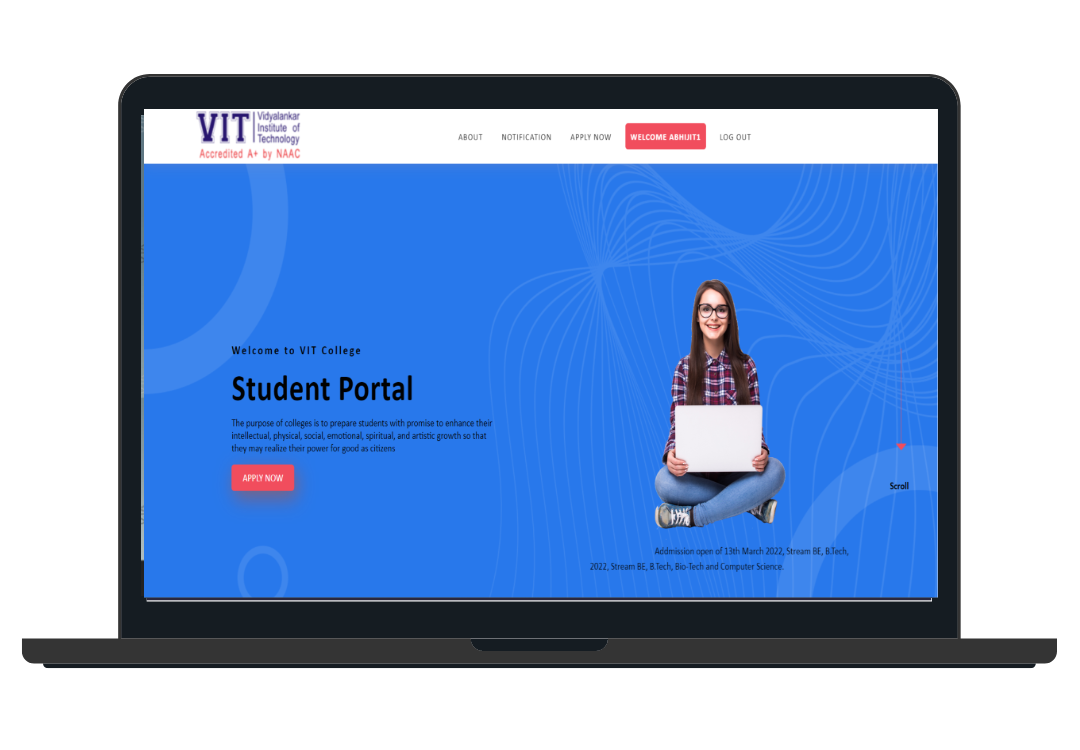 VIT
Vidyalankar
Institute of
Technology
Accredited A+ by NAAC
ABOUT NOTIFICATION APPLY NOW WELCOME ABHIJIT1 LOG OUT
Welcome to VIT College
Student Portal
The purpose of colleges is to prepare students with promise to enhance their
intellectual, physical, social, emotional, spiritual, and artistic growth so that
they may realize their power for good as citizens
APPLY NOW
Scroll
Addmission open of 13th March 2022, Stream BE, B.Tech,
2022, Stream BE, B.Tech, Bio-Tech and Computer Science.